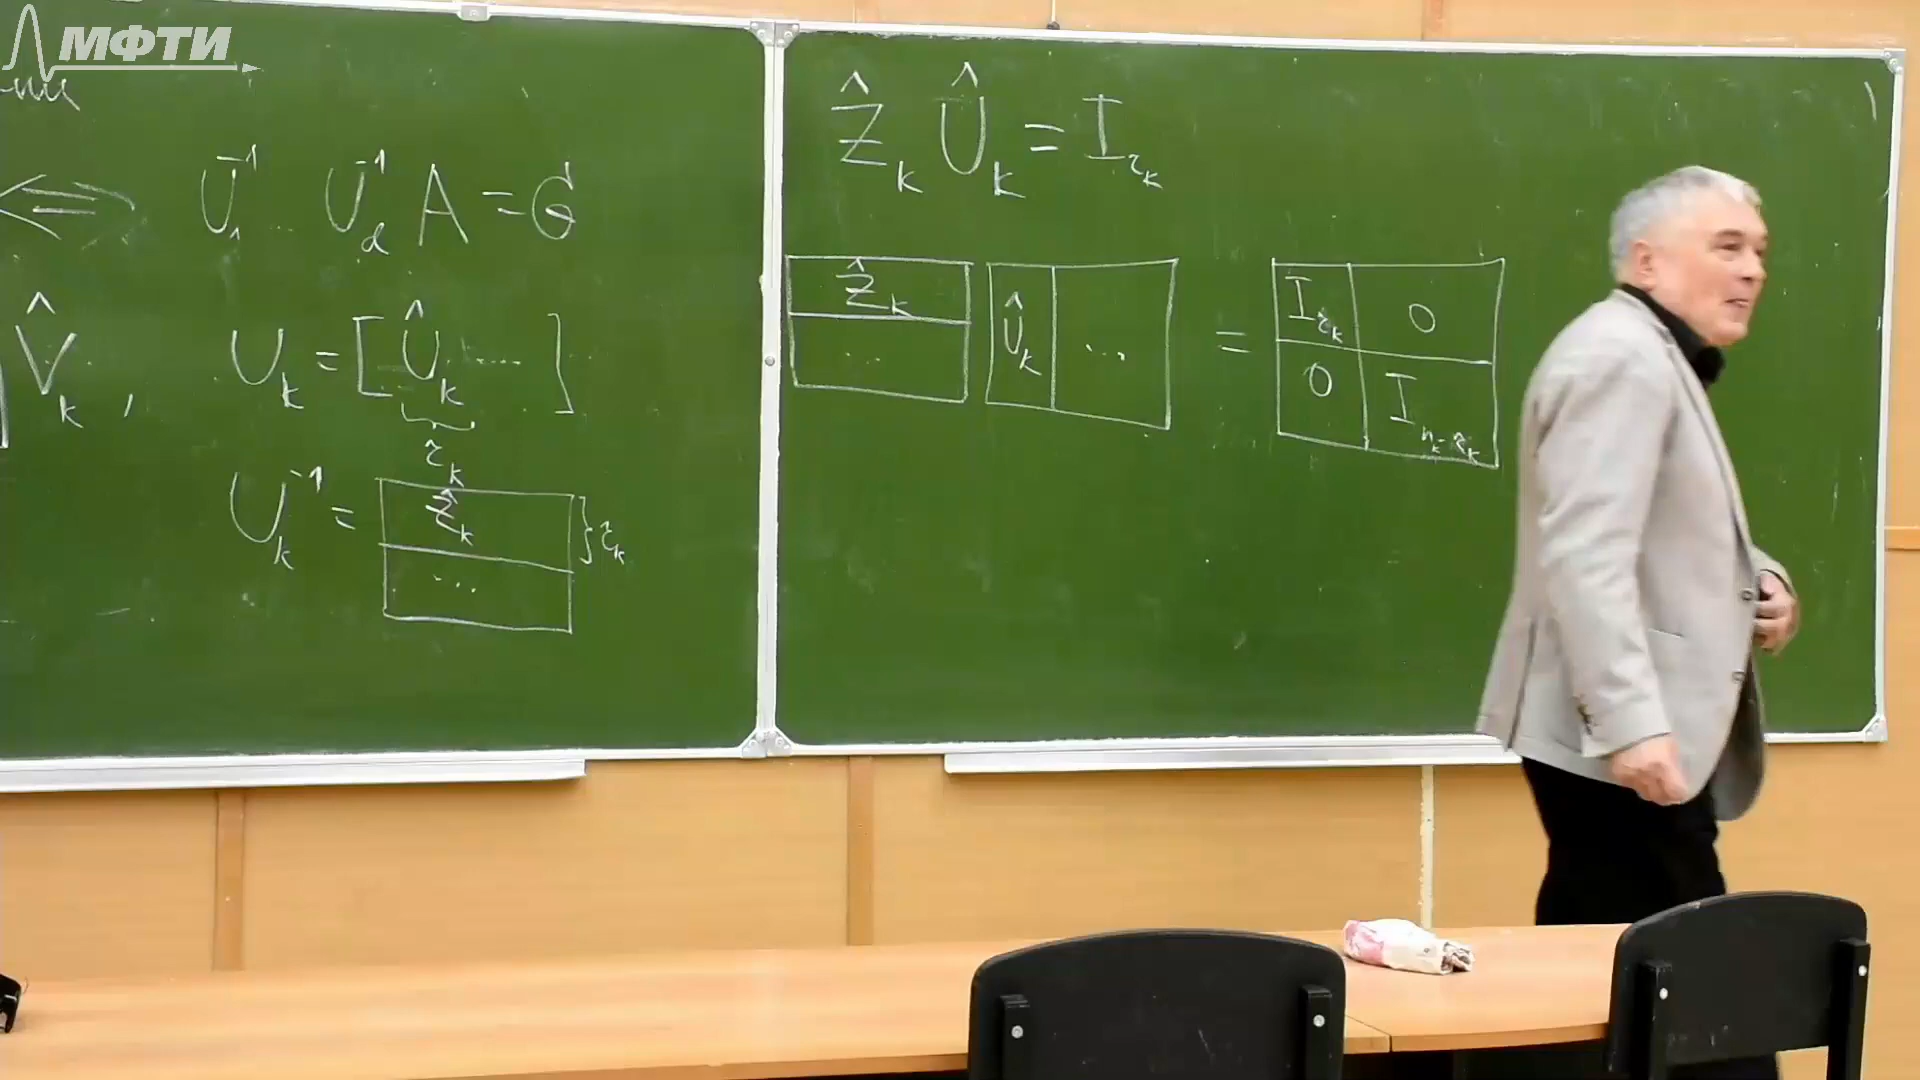 МФТИ
⟺ U₁⁻¹ ... U_d⁻¹ A = G
V̂_k , U_k = [ Û_k ... ]
r_k
U_k⁻¹ =
Ẑ_k
...
} r_k
Ẑ_k Û_k = I_{r_k}
Ẑ_k
...
Û_k ...
=
I_{r_k} 0
0 I_{n_k - r_k}